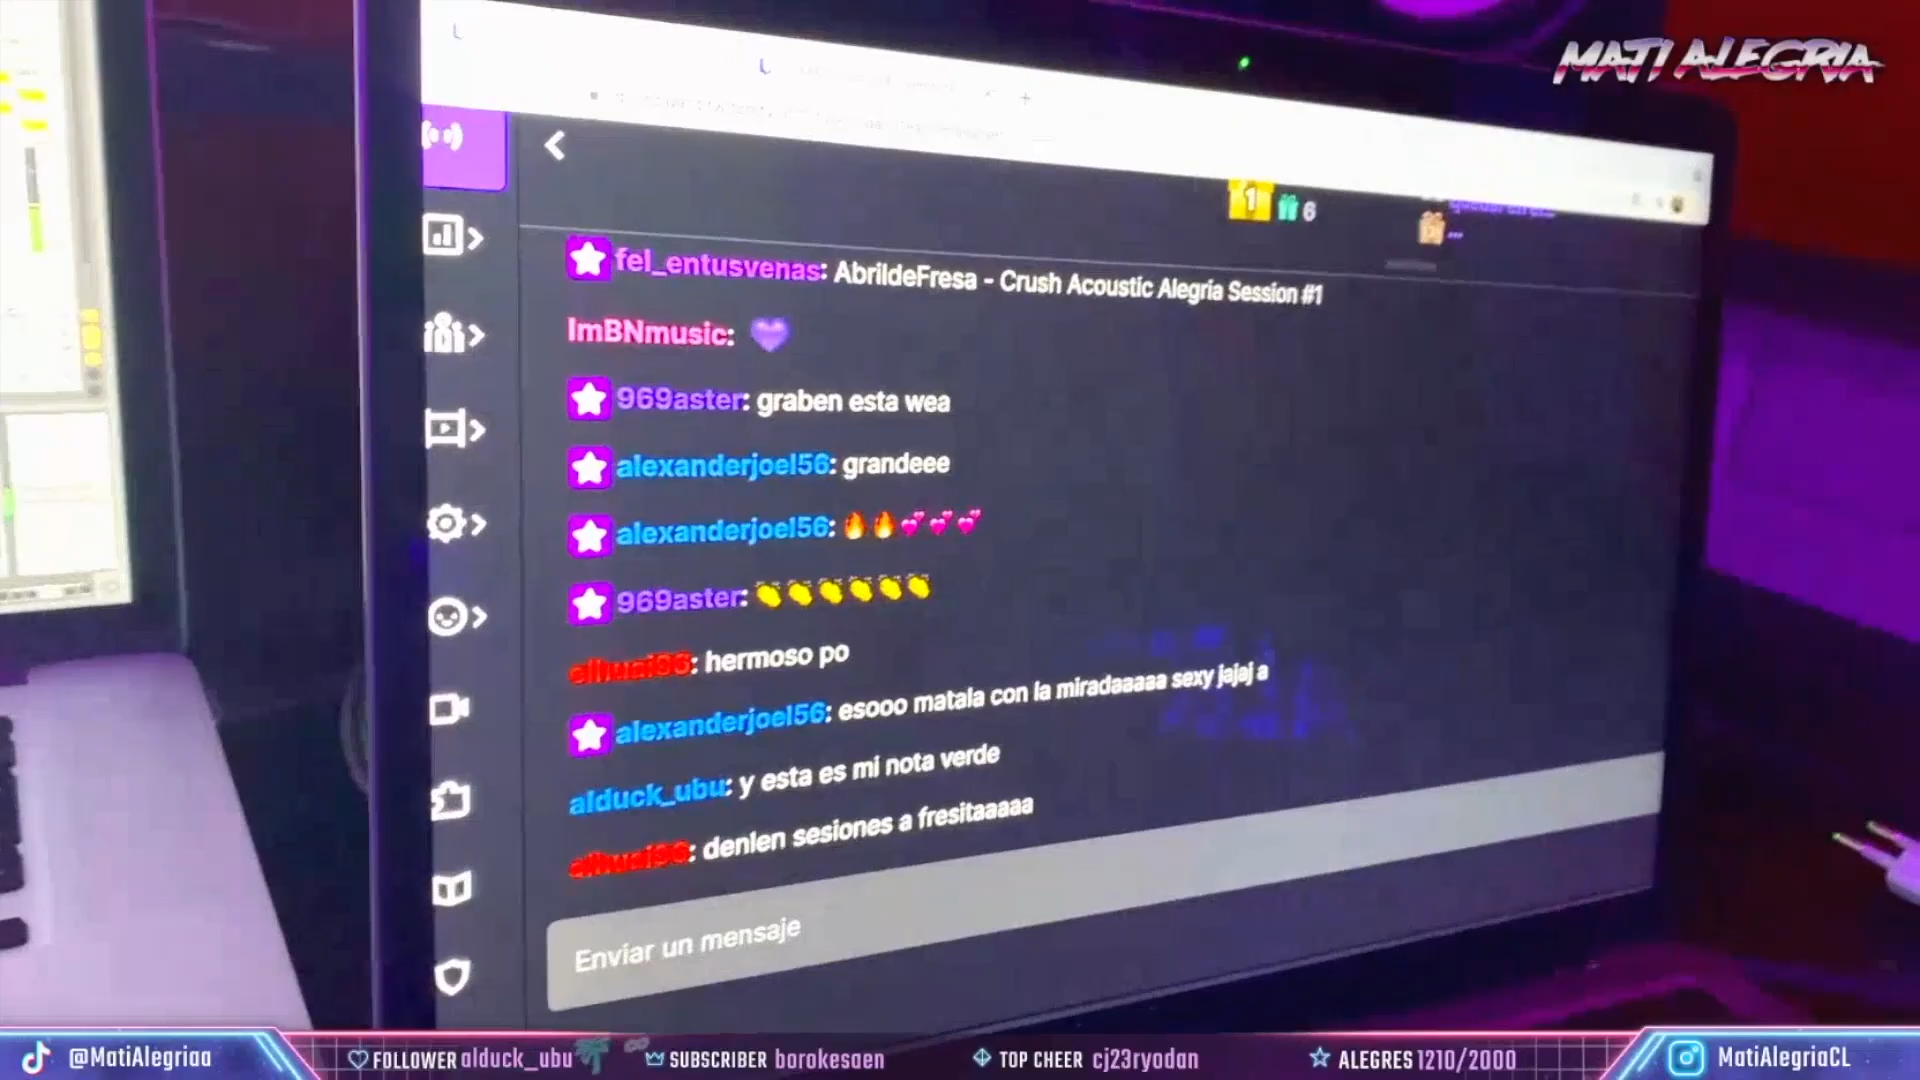 MATI ALEGRIA
1 6
fel_entusvenas: AbrildeFresa - Crush Acoustic Alegria Session #1
ImBNmusic: 💜
969aster: graben esta wea
alexanderjoel56: grandeee
alexanderjoel56: 🔥🔥💕💕💕
969aster: 👏👏👏👏👏👏
: hermoso po
alexanderjoel56: esooo matala con la miradaaaaa sexy jajaj a
alduck_ubu: y esta es mi nota verde
: denlen sesiones a fresitaaaaa
Enviar un mensaje
@MatiAlegriaa FOLLOWER alduck_ubu SUBSCRIBER borokesaen TOP CHEER cj23ryodan ALEGRES 1210/2000 MatiAlegriaCL